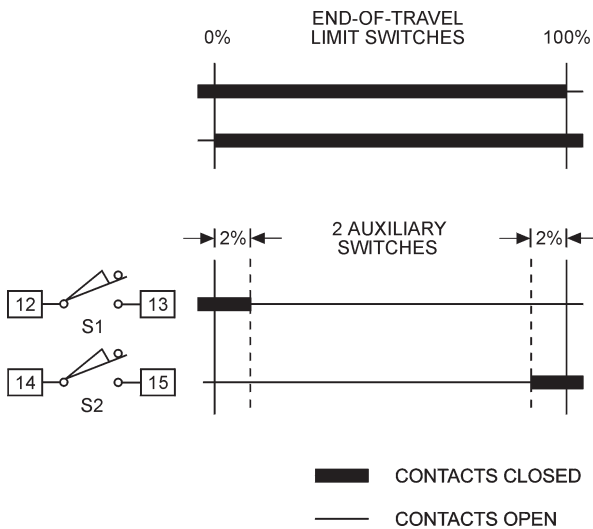 END-OF-TRAVEL
LIMIT SWITCHES
0%
100%
2%
2 AUXILIARY
SWITCHES
2%
12
13
S1
14
15
S2
CONTACTS CLOSED
CONTACTS OPEN